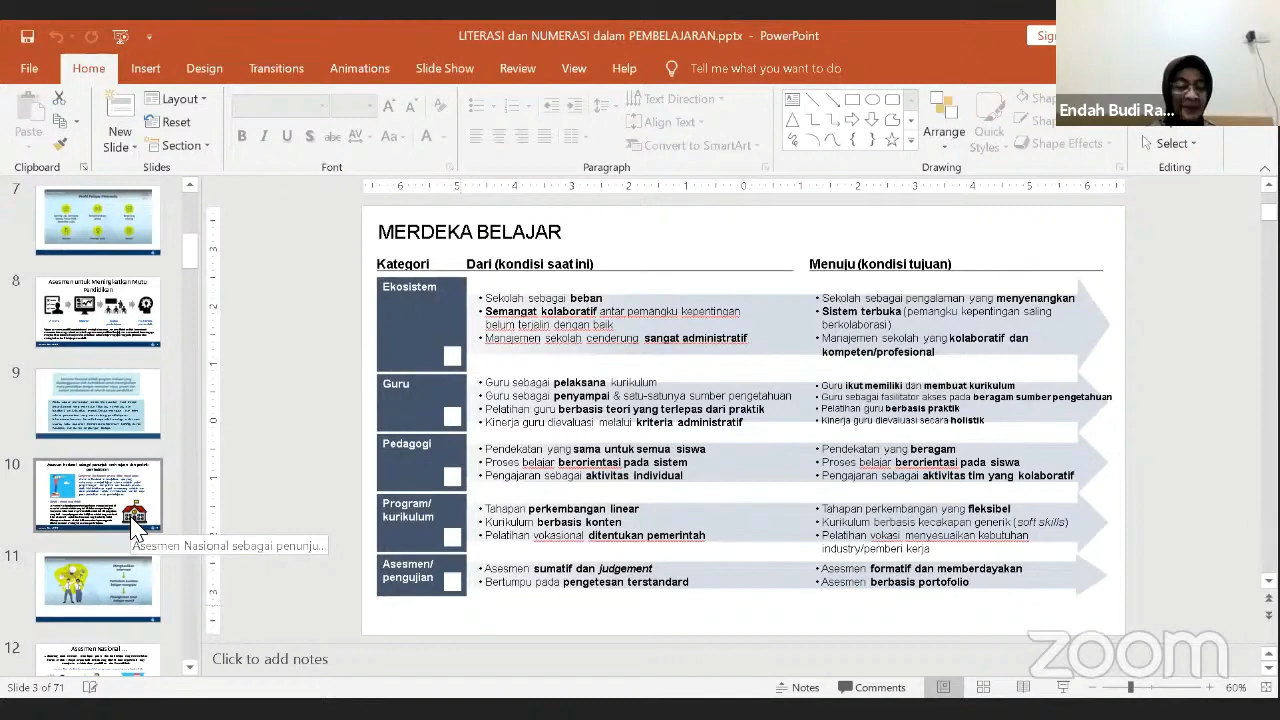 LITERASI dan NUMERASI dalam PEMBELAJARAN.pptx - PowerPoint
Endah Budi Ra...
File Home Insert Design Transitions Animations Slide Show Review View Help Tell me what you want to do
Paste
New
Slide
Layout
Reset
Section
Text Direction
Align Text
Convert to SmartArt
Arrange
Quick
Styles
Shape Effects
Select
Clipboard Slides Font Paragraph Drawing Editing
MERDEKA BELAJAR
Kategori Dari (kondisi saat ini) Menuju (kondisi tujuan)
Ekosistem
• Sekolah sebagai beban
• Semangat kolaboratif antar pemangku kepentingan
baik
• Manajemen sekolah cenderung sangat administratif
• Sekolah sebagai pengalaman yang menyenangkan
• Sistem terbuka (pemangku kepentingan saling
berkolaborasi)
• Manajemen sekolah yang kolaboratif dan
kompeten/profesional
Guru
• Guru sebagai pelaksana kurikulum
• Guru sebagai penyampai & satu-satunya sumber pengetahuan
• Pelatihan guru berbasis teori yang terlepas dari praktik
• Kinerja guru dievaluasi melalui kriteria administratif
• Guru ikut memiliki dan membuat kurikulum
• Guru sebagai fasilitator akses pada beragam sumber pengetahuan
• Pelatihan guru berbasis praktik
• Kinerja guru dievaluasi secara holistik
Pedagogi
• Pendekatan yang sama untuk semua siswa
• Proses belajar berorientasi pada sistem
• Pengajaran sebagai aktivitas individual
• Pendekatan yang beragam
• Proses belajar berorientasi pada siswa
• Pengajaran sebagai aktivitas tim yang kolaboratif
Program/
kurikulum
• Tahapan perkembangan linear
• Kurikulum berbasis konten
• Pelatihan vokasional ditentukan pemerintah
• Tahapan perkembangan yang fleksibel
• Kurikulum berbasis kecakapan generik (soft skills)
• Pelatihan vokasi menyesuaikan kebutuhan
industry/pemberi kerja
Asesmen/
pengujian
• Asesmen sumatif dan judgement
• Bertumpu pada pengetesan terstandard
• Asesmen formatif dan memberdayakan
• Asesmen berbasis portofolio
7
8
Asesmen untuk Meningkatkan Mutu
Pendidikan
9
10
Asesmen Nasional sebagai penunju...
11
12
Asesmen Nasional ...
Click to add notes
zoom
Slide 3 of 71 Notes Comments 60%